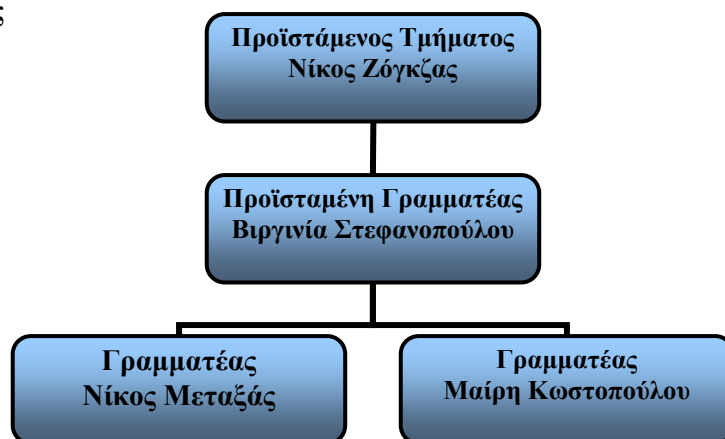 ς
Προϊστάμενος Τμήματος
Νίκος Ζόγκζας
Προϊσταμένη Γραμματέας
Βιργινία Στεφανοπούλου
Γραμματέας
Νίκος Μεταξάς
Γραμματέας
Μαίρη Κωστοπούλου